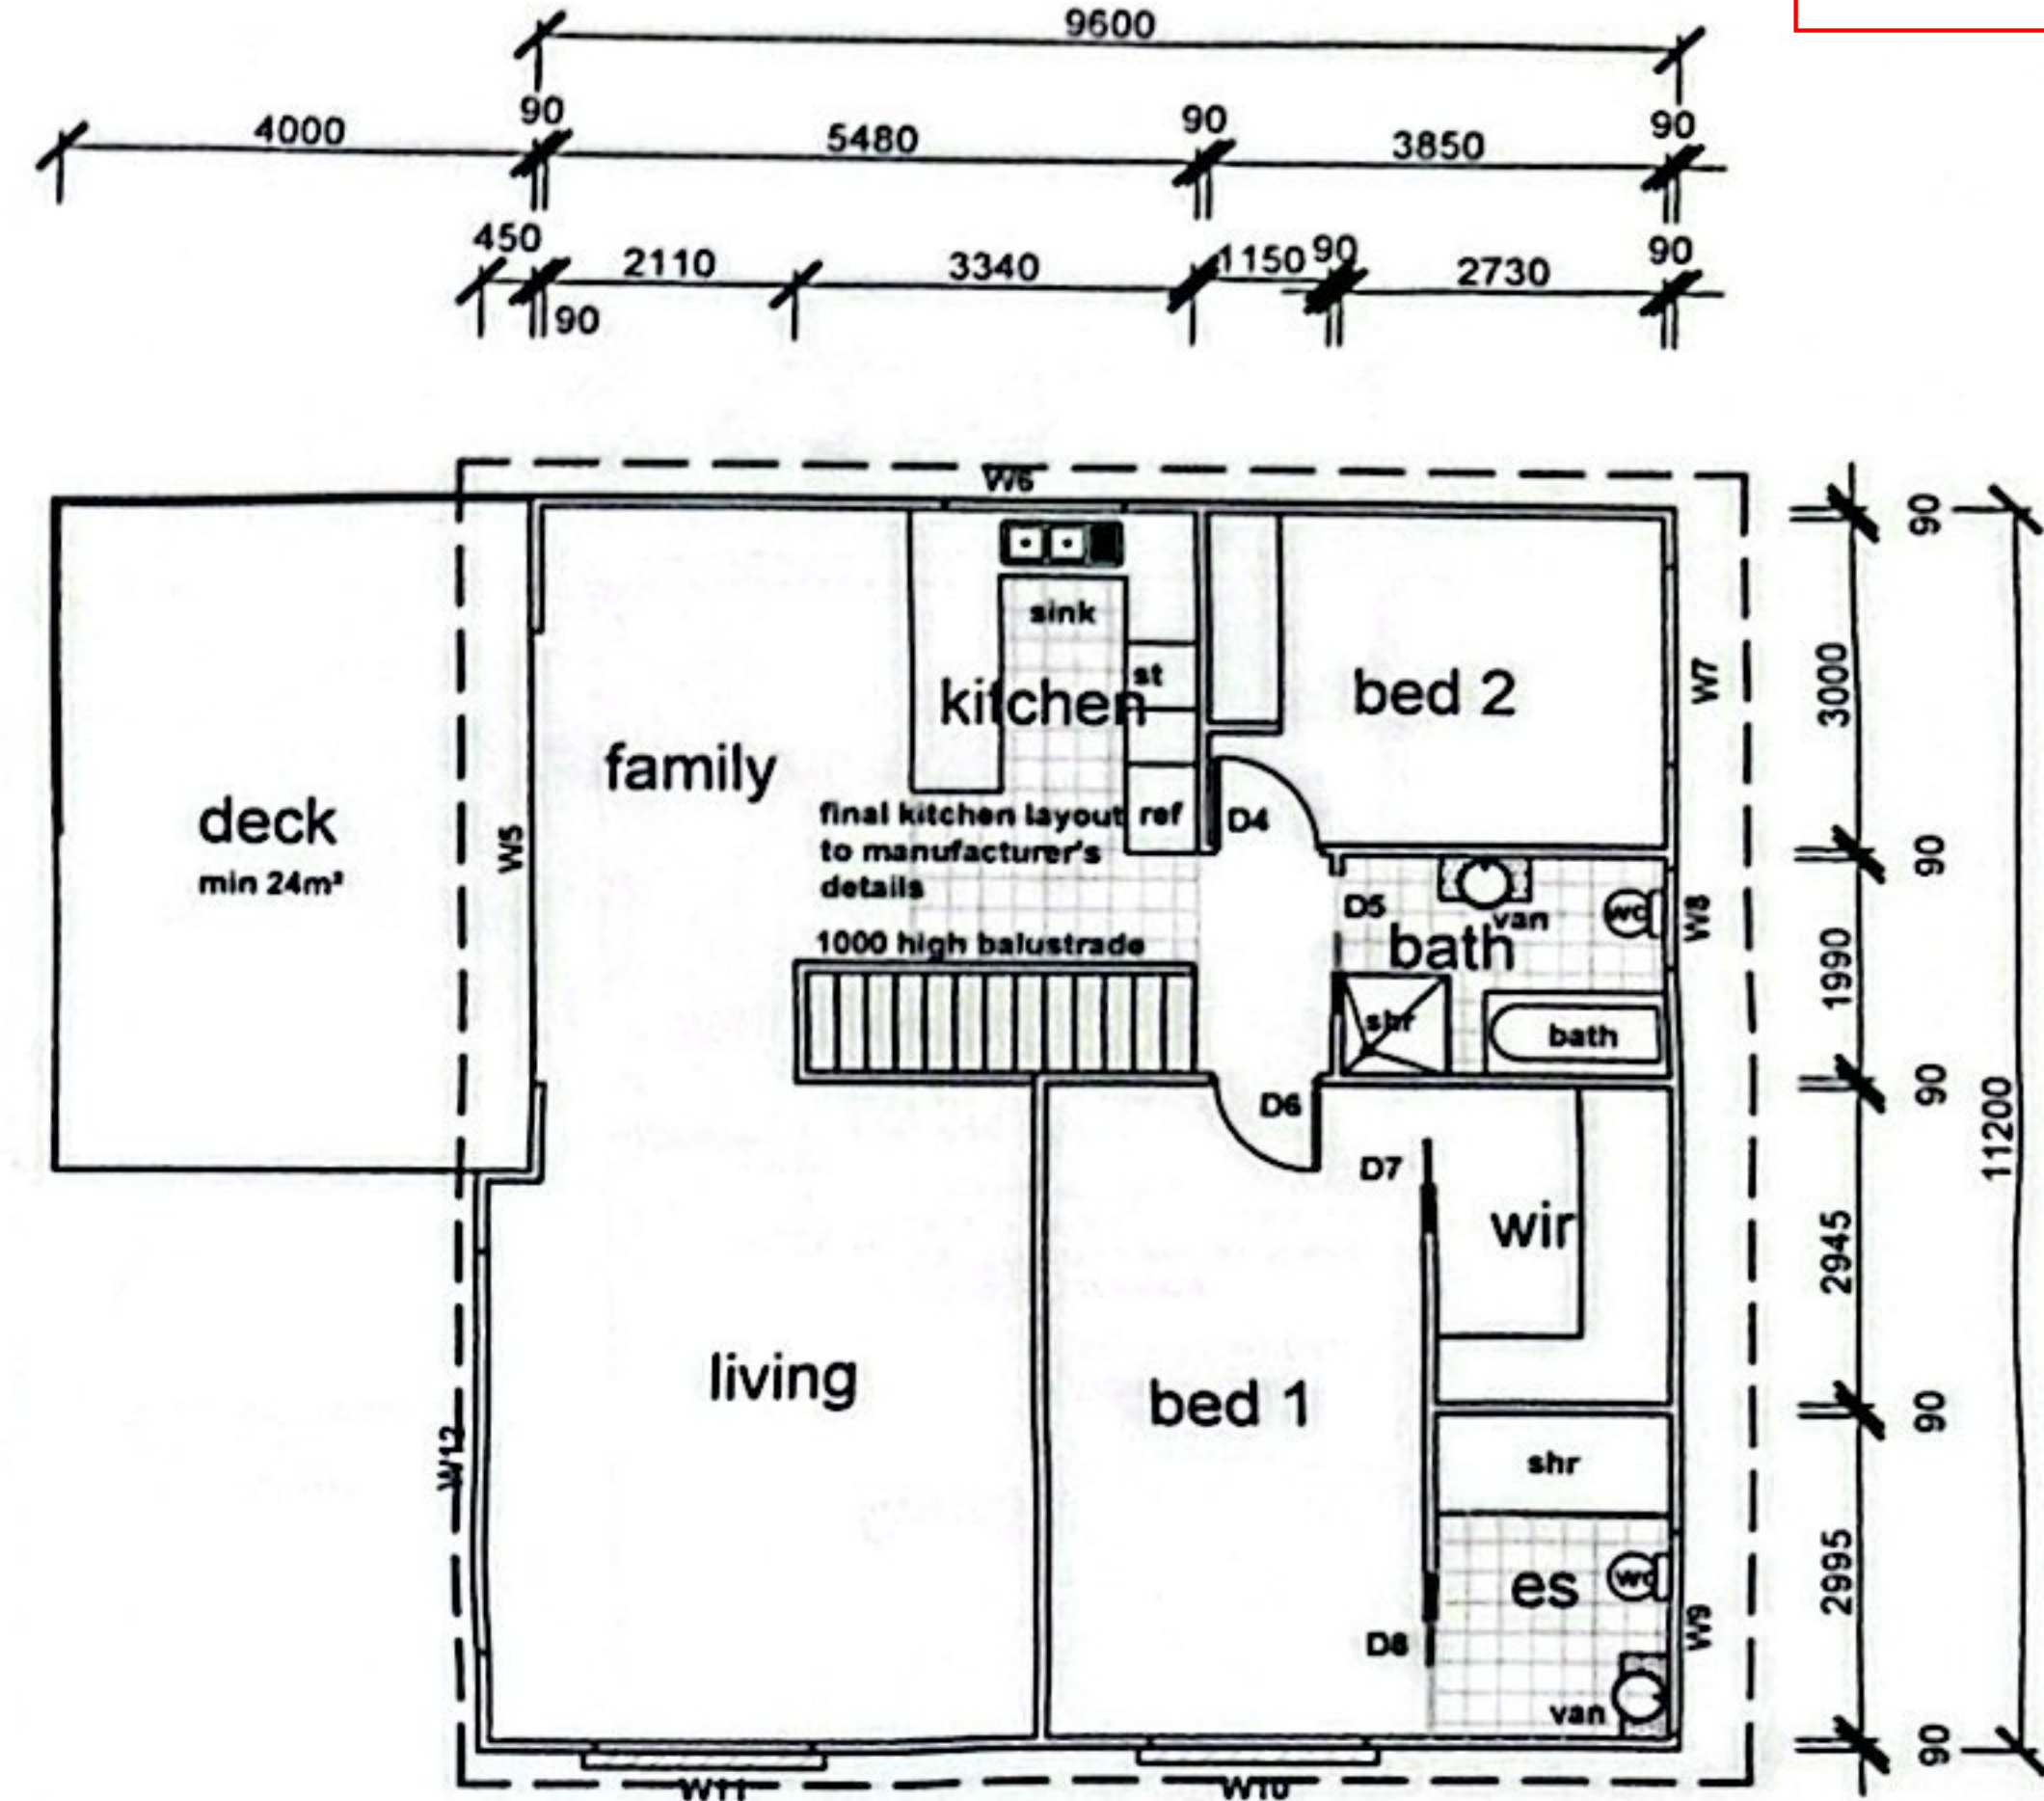 9600
4000
90
5480
90
3850
90
450
2110
3340
1150
90
2730
90
90
W6
90
sink
st
kitchen
bed 2
W7
3000
family
deck
min 24m²
W5
final kitchen layout
to manufacturer's
details
ref
D4
90
D5
van
wc
W8
bath
1000 high balustrade
1990
shr
bath
90
D6
11200
D7
wir
2945
living
bed 1
90
W12
shr
es
wc
2995
D8
W9
van
90
W11
W10